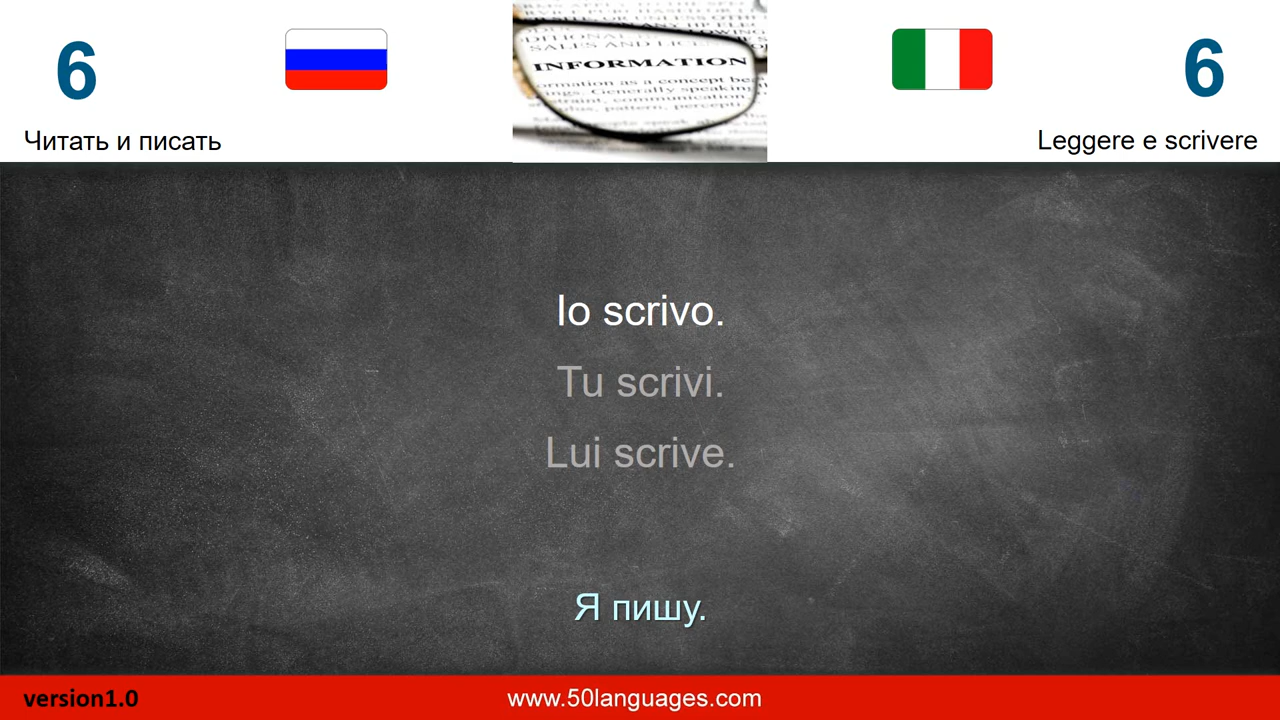 6
6
Читать и писать
Leggere e scrivere
INFORMATION
Io scrivo.
Tu scrivi.
Lui scrive.
Я пишу.
version1.0
www.50languages.com